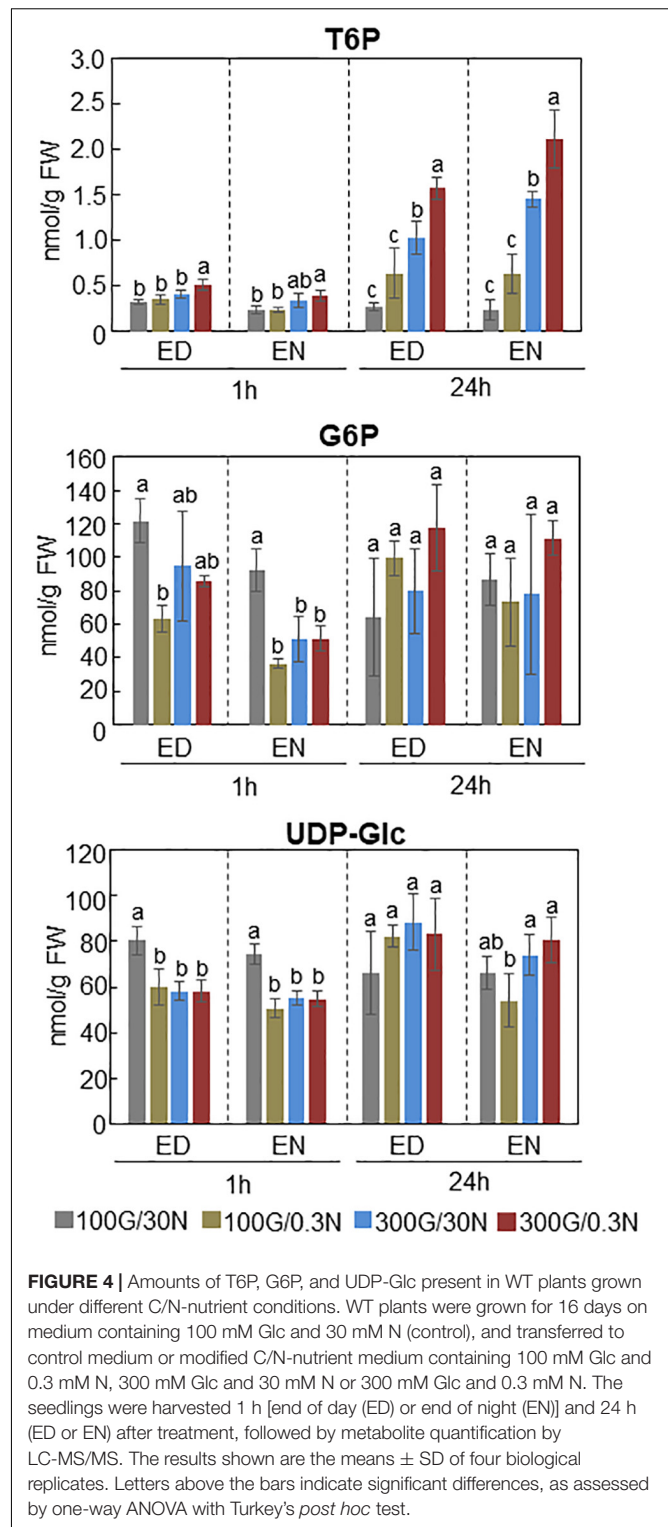 T6P
3.0
2.5
2.0
1.5
1.0
0.5
0
nmol/g FW
b b b a
b b ab a
c c b a
c c b a
ED EN ED EN
1h 24h
G6P
160
140
120
100
80
60
40
20
0
nmol/g FW
a b ab ab
a b b b
a a a a
a a a a
ED EN ED EN
1h 24h
UDP-Glc
120
100
80
60
40
20
0
nmol/g FW
a b b b
a b b b
a a a a
ab b a a
ED EN ED EN
1h 24h
100G/30N 100G/0.3N 300G/30N 300G/0.3N
FIGURE 4 | Amounts of T6P, G6P, and UDP-Glc present in WT plants grown
under different C/N-nutrient conditions. WT plants were grown for 16 days on
medium containing 100 mM Glc and 30 mM N (control), and transferred to
control medium or modified C/N-nutrient medium containing 100 mM Glc and
0.3 mM N, 300 mM Glc and 30 mM N or 300 mM Glc and 0.3 mM N. The
seedlings were harvested 1 h [end of day (ED) or end of night (EN)] and 24 h
(ED or EN) after treatment, followed by metabolite quantification by
LC-MS/MS. The results shown are the means ± SD of four biological
replicates. Letters above the bars indicate significant differences, as assessed
by one-way ANOVA with Turkey's post hoc test.